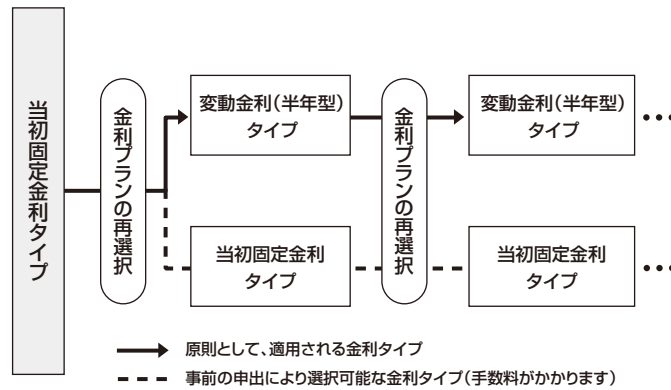 当初固定金利タイプ
金利プランの再選択
変動金利(半年型)
タイプ
当初固定金利
タイプ
金利プランの再選択
変動金利(半年型)
タイプ
当初固定金利
タイプ
原則として、適用される金利タイプ
事前の申出により選択可能な金利タイプ(手数料がかかります)